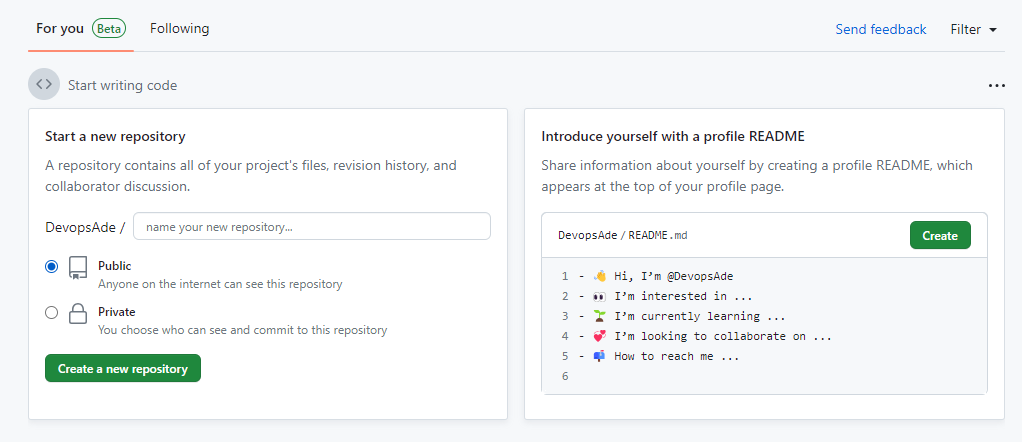 For you Beta Following Send feedback Filter
Start writing code
Start a new repository
A repository contains all of your project's files, revision history, and
collaborator discussion.
DevopsAde / name your new repository...
Public
Anyone on the internet can see this repository
Private
You choose who can see and commit to this repository
Create a new repository
Introduce yourself with a profile README
Share information about yourself by creating a profile README, which
appears at the top of your profile page.
DevopsAde / README.md Create
1 - 👋 Hi, I’m @DevopsAde
2 - 👀 I’m interested in ...
3 - 🌱 I’m currently learning ...
4 - 💞️ I’m looking to collaborate on ...
5 - 📫 How to reach me ...
6